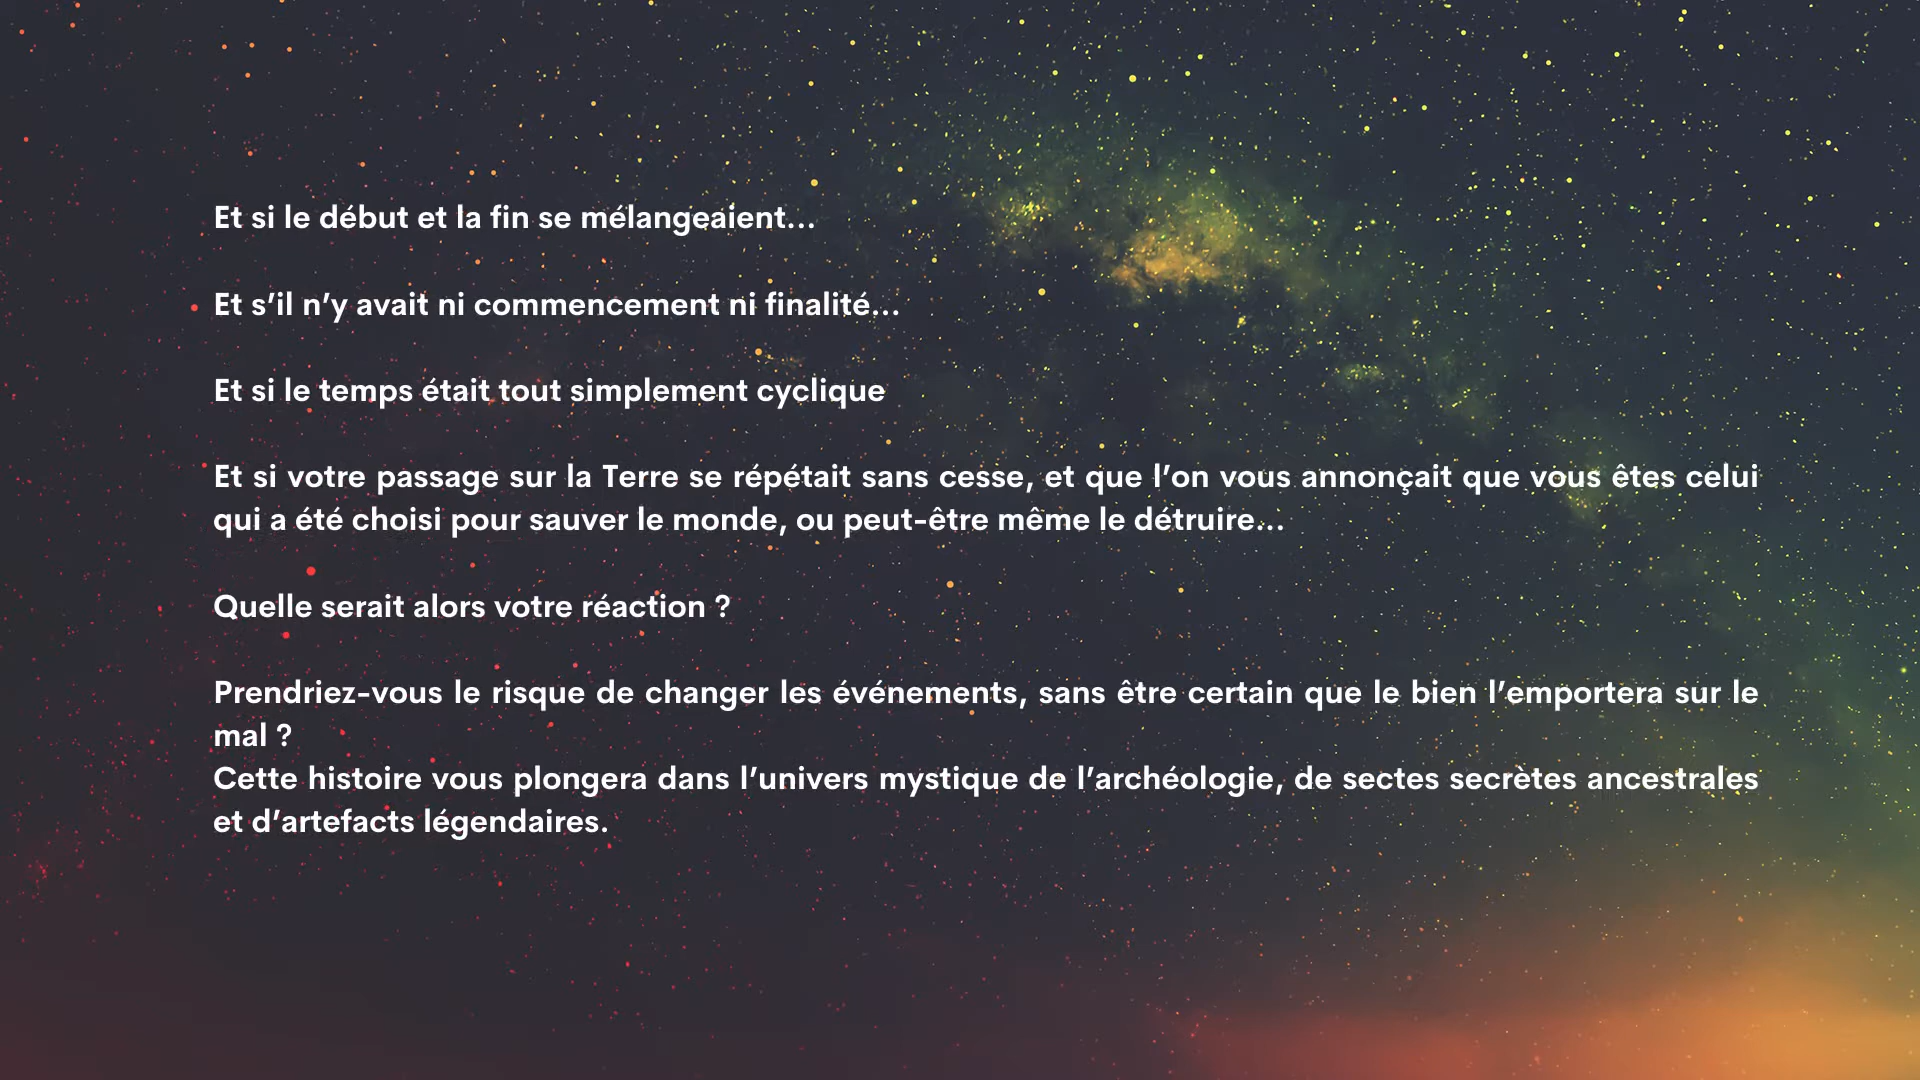 Et si le début et la fin se mélangeaient...
Et s’il n’y avait ni commencement ni finalité...
Et si le temps était tout simplement cyclique
Et si votre passage sur la Terre se répétait sans cesse, et que l’on vous annonçait que vous êtes celui
qui a été choisi pour sauver le monde, ou peut-être même le détruire...
Quelle serait alors votre réaction ?
Prendriez-vous le risque de changer les événements, sans être certain que le bien l’emportera sur le
mal ?
Cette histoire vous plongera dans l’univers mystique de l’archéologie, de sectes secrètes ancestrales
et d’artefacts légendaires.